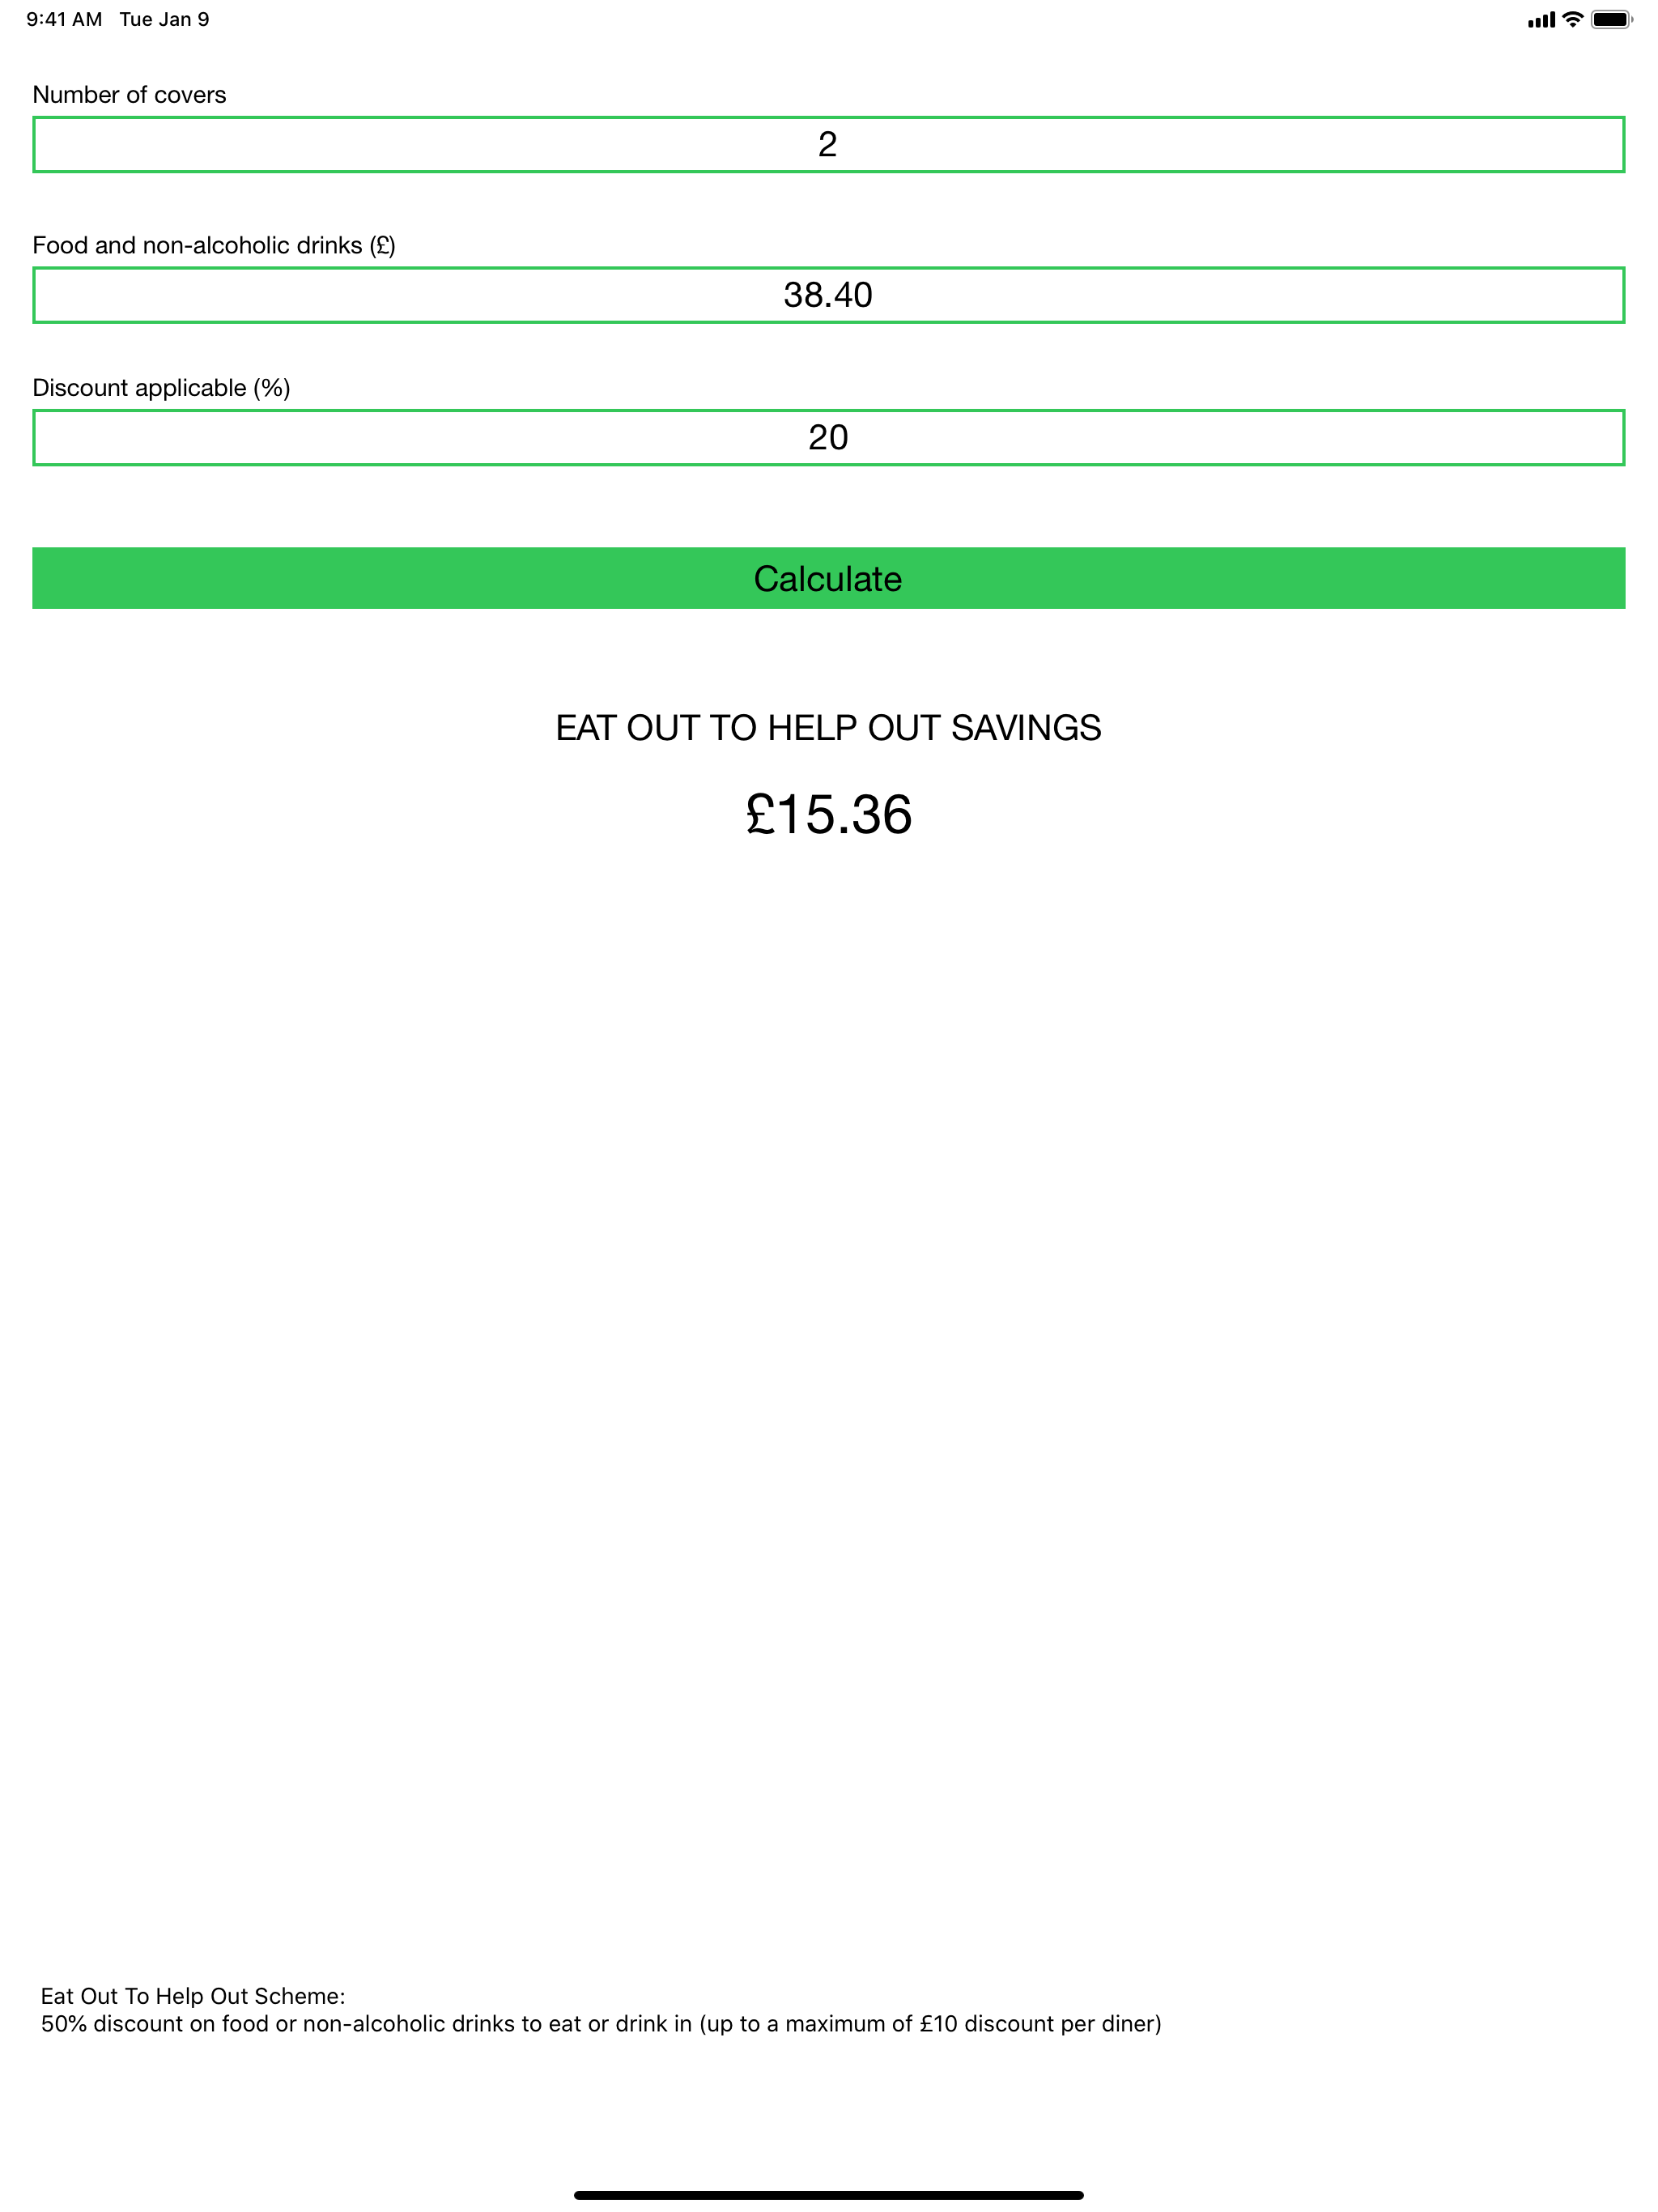 9:41 AM Tue Jan 9
Number of covers
2
Food and non-alcoholic drinks (£)
38.40
Discount applicable (%)
20
Calculate
EAT OUT TO HELP OUT SAVINGS
£15.36
Eat Out To Help Out Scheme:
50% discount on food or non-alcoholic drinks to eat or drink in (up to a maximum of £10 discount per diner)